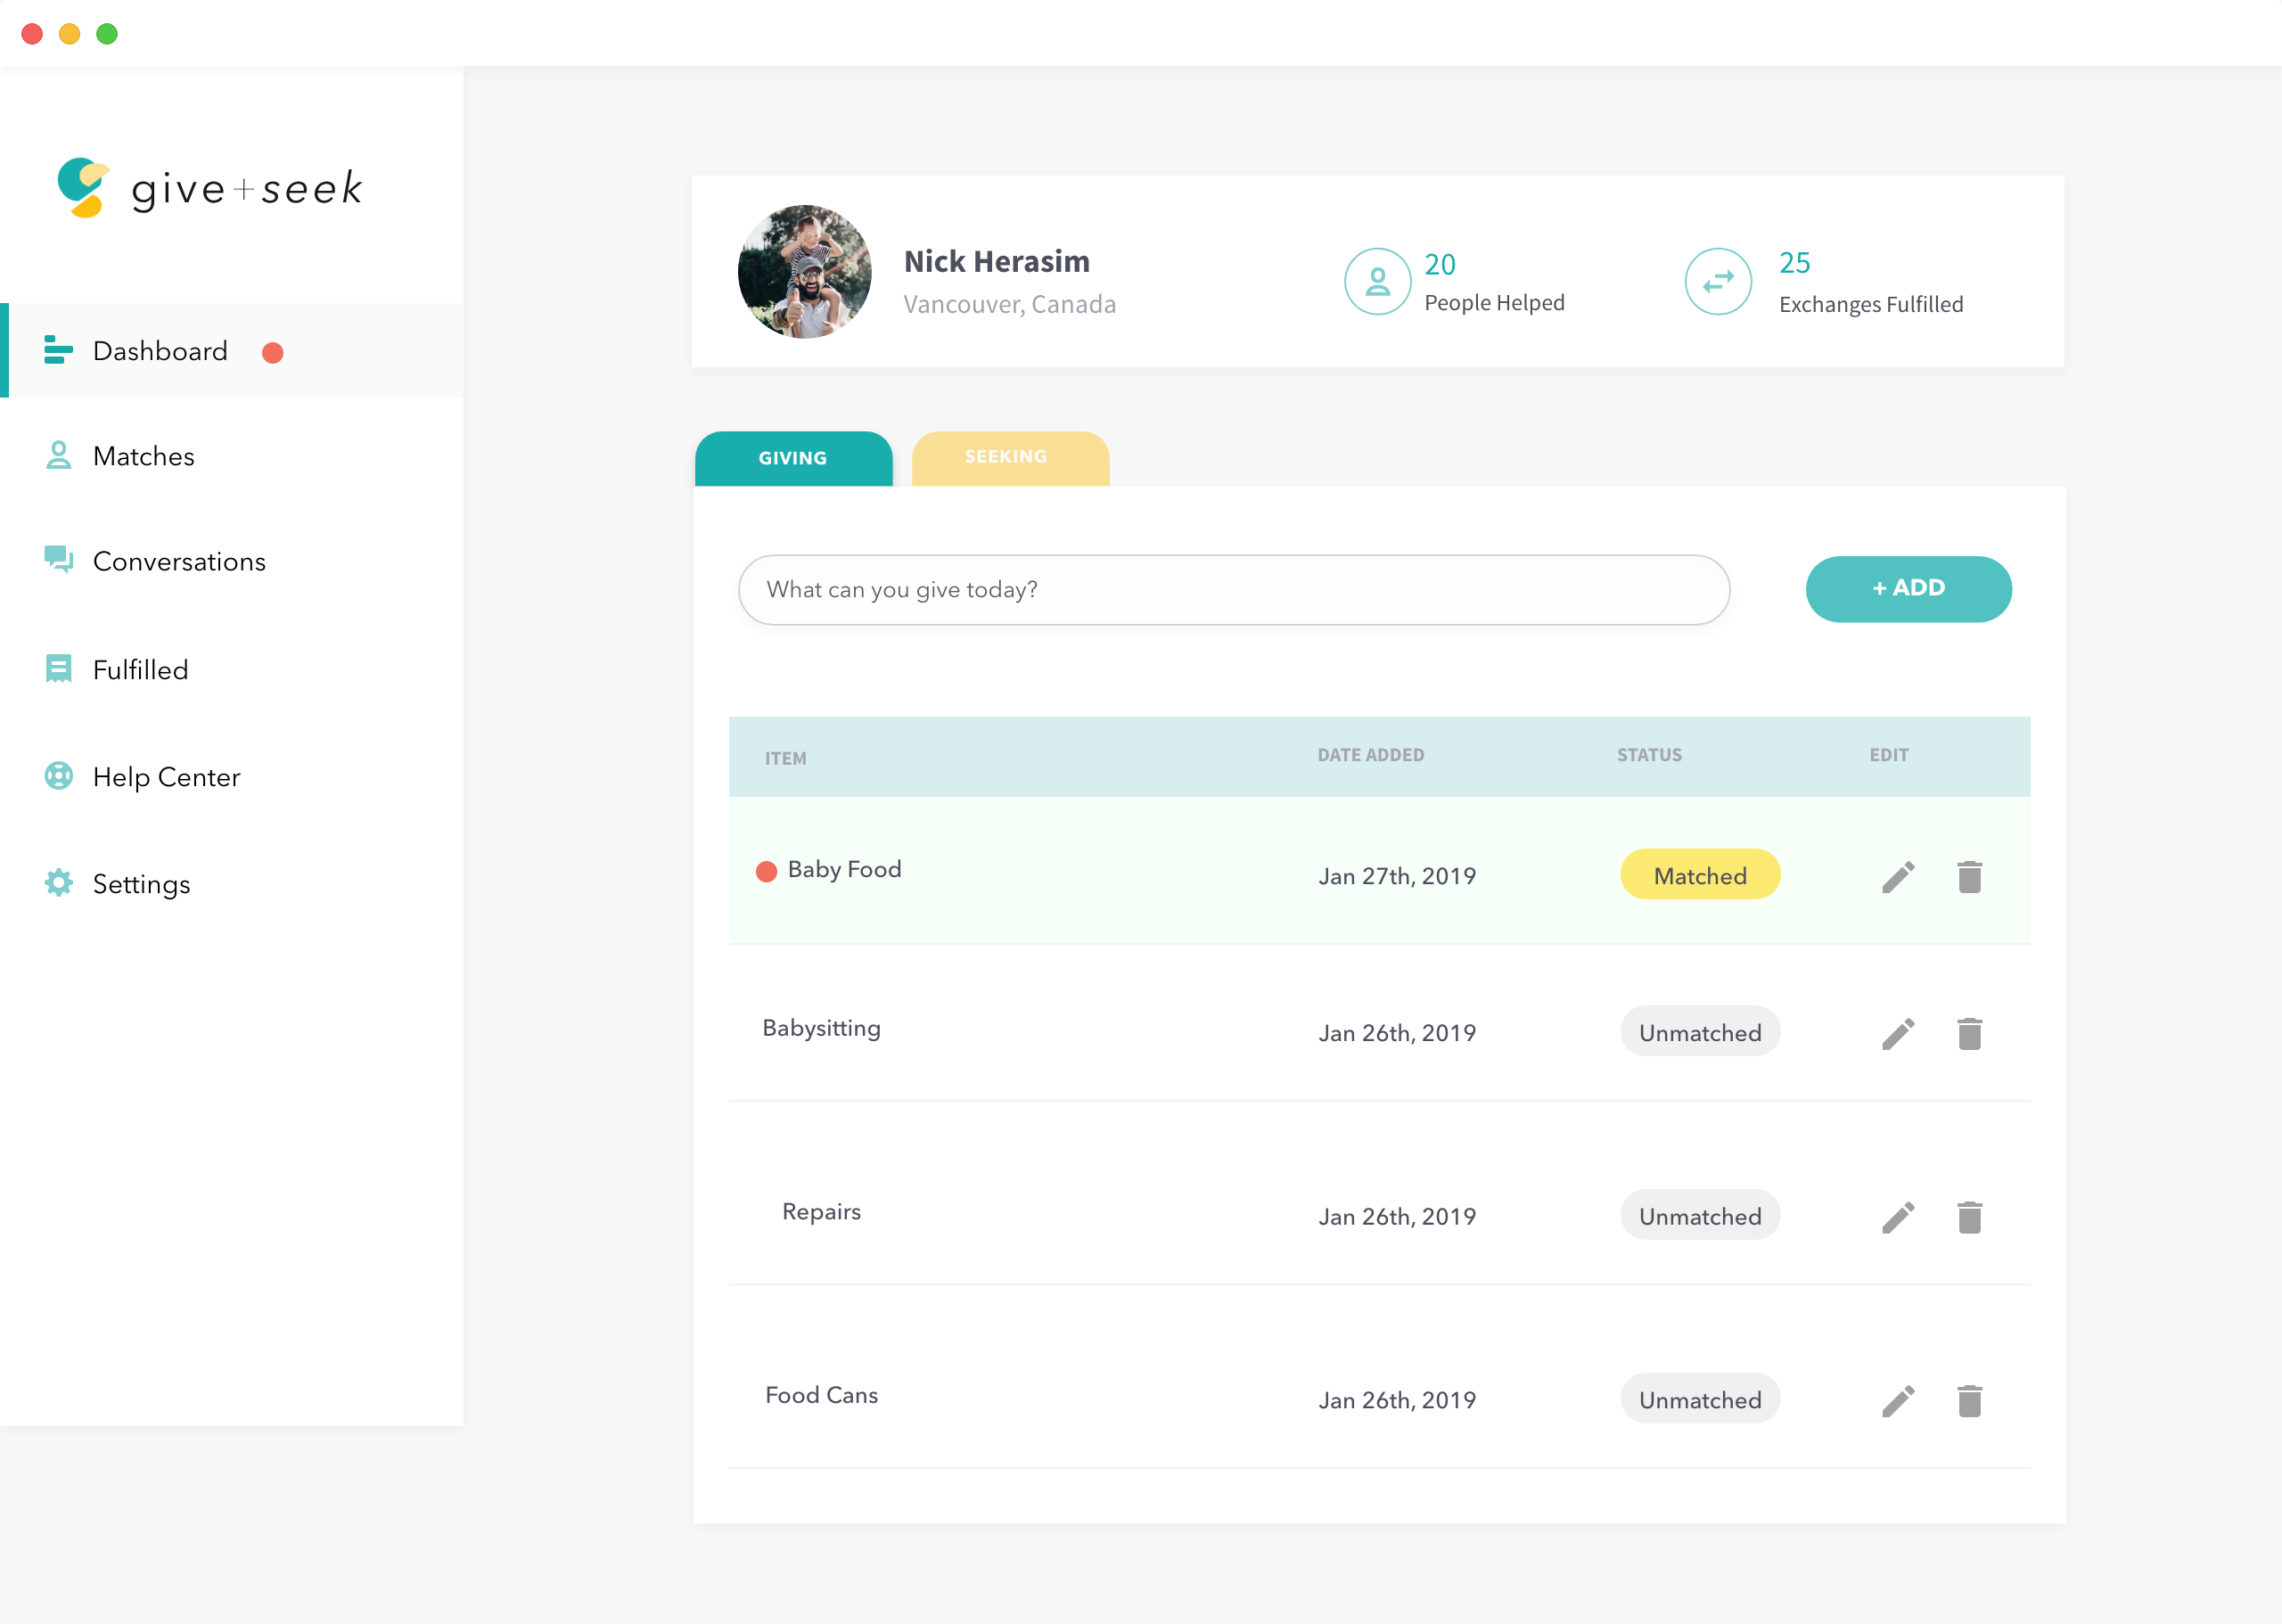 give+seek
Dashboard
Matches
Conversations
Fulfilled
Help Center
Settings
Nick Herasim
Vancouver, Canada
20
People Helped
25
Exchanges Fulfilled
GIVING
SEEKING
What can you give today?
+ ADD
ITEM DATE ADDED STATUS EDIT
Baby Food Jan 27th, 2019 Matched
Babysitting Jan 26th, 2019 Unmatched
Repairs Jan 26th, 2019 Unmatched
Food Cans Jan 26th, 2019 Unmatched